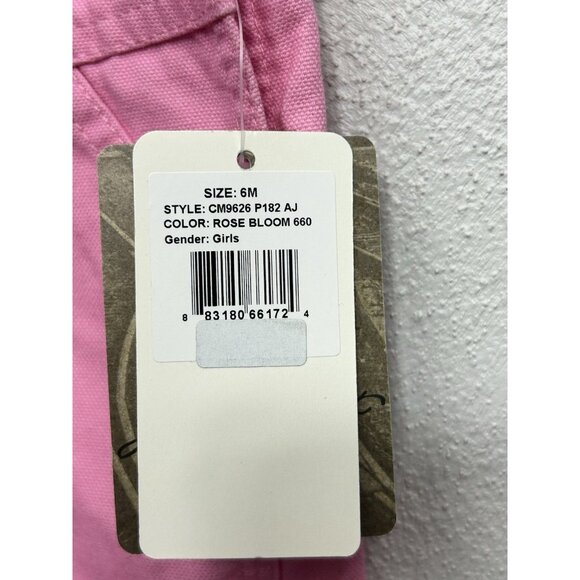 SIZE: 6M
STYLE: CM9626 P182 AJ
COLOR: ROSE BLOOM 660
Gender: Girls
8 83180 66172 4